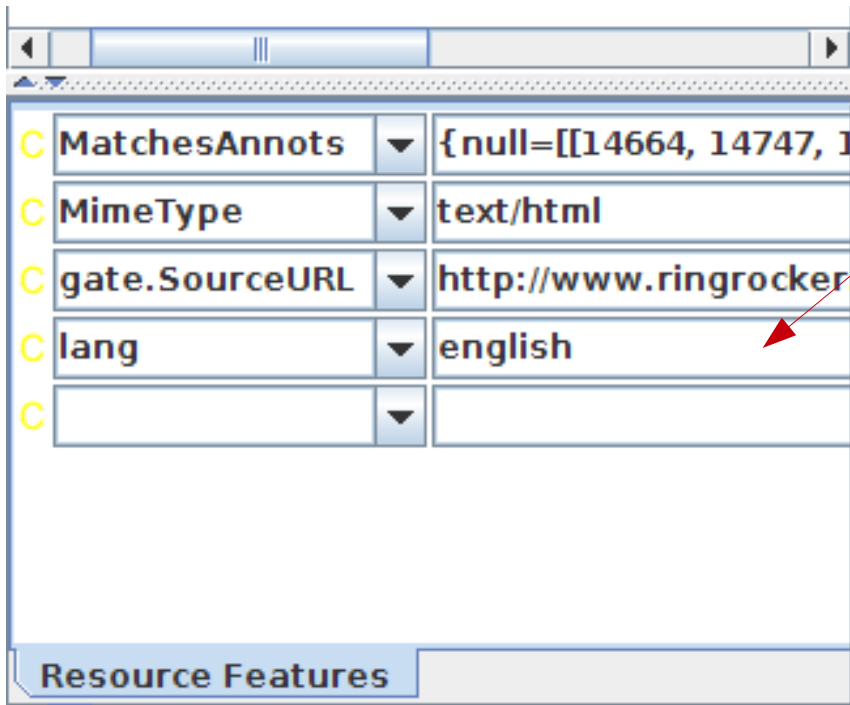 C MatchesAnnots {null=[[14664, 14747, 1
C MimeType text/html
C gate.SourceURL http://www.ringrocker
C lang english
C
Resource Features